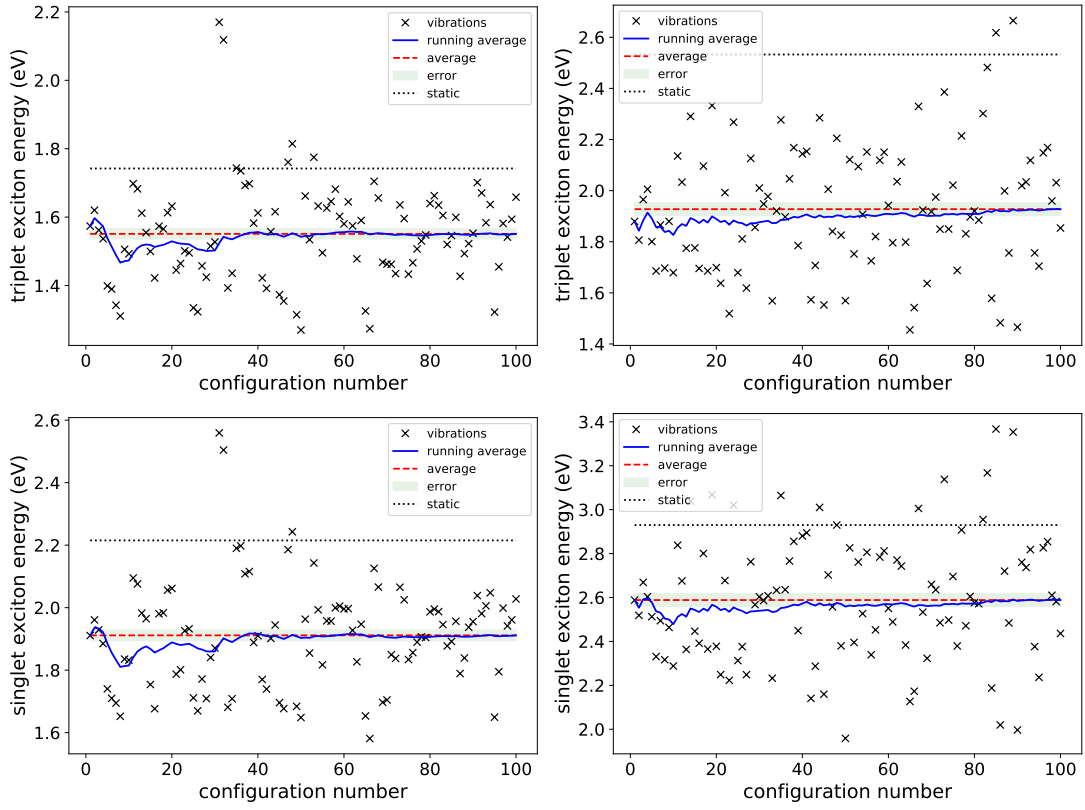 2.2
2.0
1.8
1.6
1.4
triplet exciton energy (eV)
vibrations
running average
average
error
static
0 20 40 60 80 100
configuration number
2.6
2.4
2.2
2.0
1.8
1.6
1.4
triplet exciton energy (eV)
vibrations
running average
average
error
static
0 20 40 60 80 100
configuration number
2.6
2.4
2.2
2.0
1.8
1.6
singlet exciton energy (eV)
vibrations
running average
average
error
static
0 20 40 60 80 100
configuration number
3.4
3.2
3.0
2.8
2.6
2.4
2.2
2.0
singlet exciton energy (eV)
vibrations
running average
average
error
static
0 20 40 60 80 100
configuration number